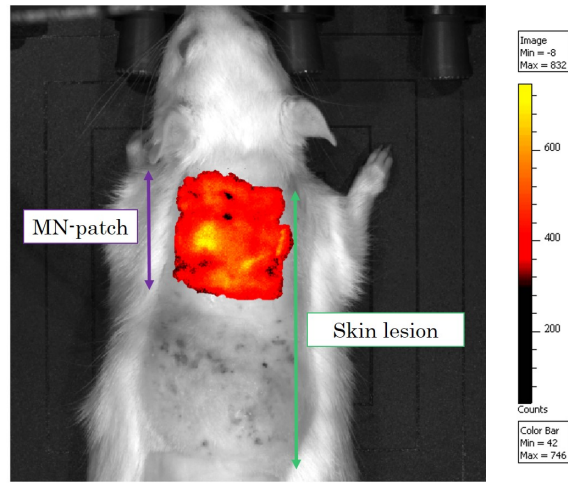 MN-patch
Skin lesion
Image
Min = -8
Max = 832
600
400
200
Counts
Color Bar
Min = 42
Max = 746